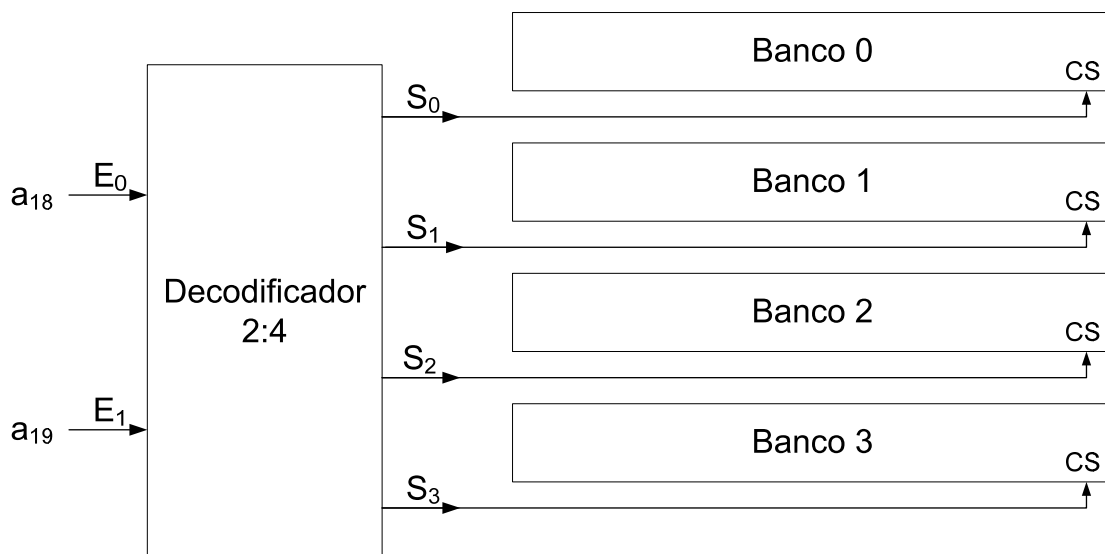 Banco 0
CS
S₀
Banco 1
CS
E₀
a₁₈
S₁
Decodificador
2:4
Banco 2
CS
S₂
E₁
a₁₉
Banco 3
CS
S₃